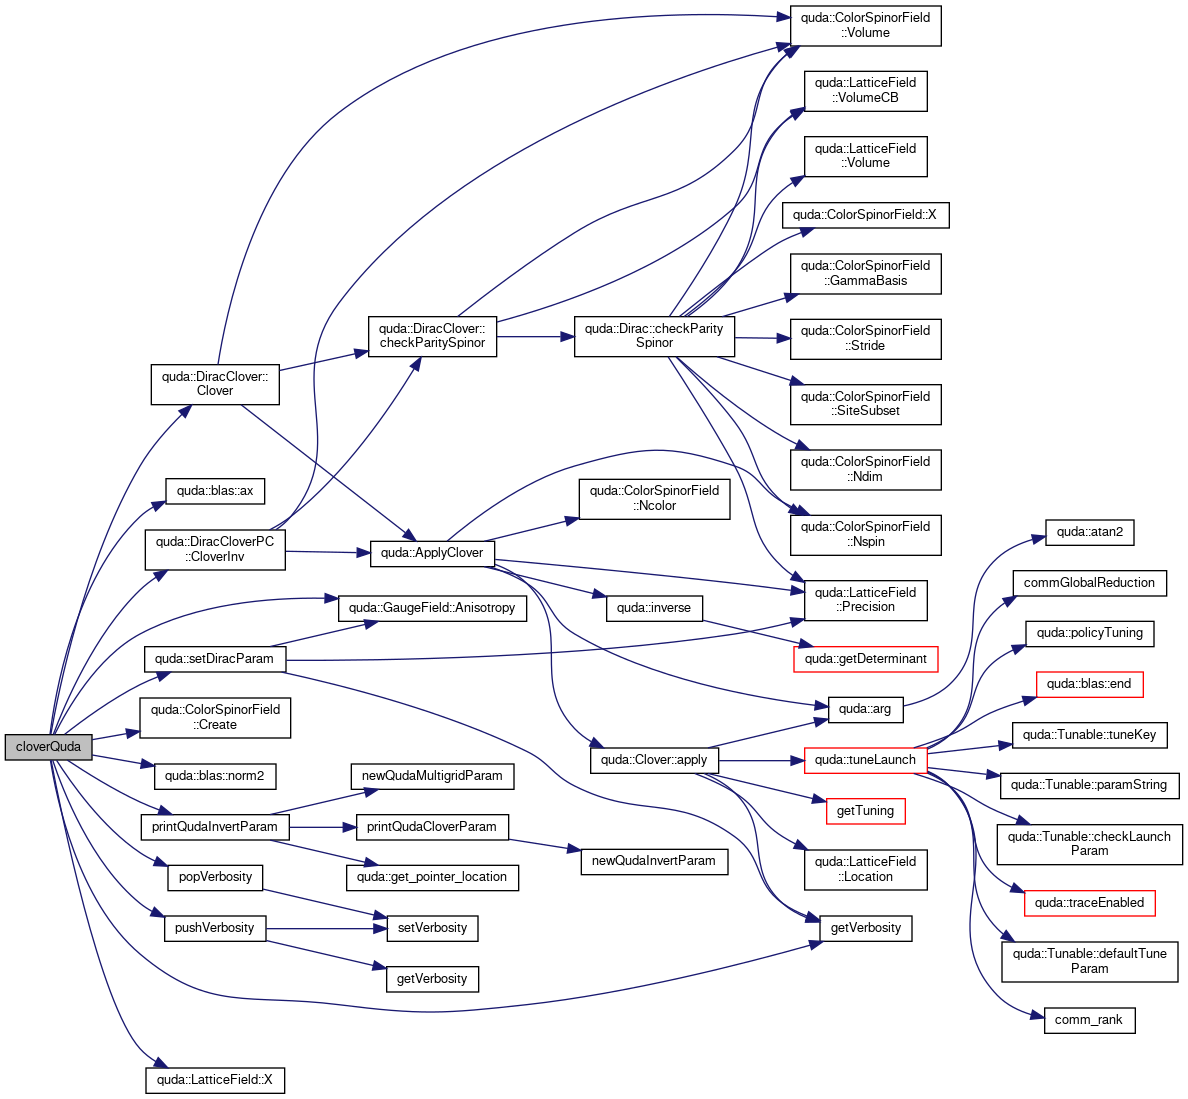 cloverQuda
quda::DiracClover::
Clover
quda::blas::ax
quda::DiracCloverPC
::CloverInv
quda::setDiracParam
quda::ColorSpinorField
::Create
quda::blas::norm2
printQudaInvertParam
popVerbosity
pushVerbosity
quda::LatticeField::X
quda::DiracClover::
checkParitySpinor
quda::ApplyClover
quda::GaugeField::Anisotropy
newQudaMultigridParam
printQudaCloverParam
quda::get_pointer_location
setVerbosity
getVerbosity
quda::Dirac::checkParity
Spinor
quda::ColorSpinorField
::Ncolor
quda::inverse
quda::Clover::apply
newQudaInvertParam
quda::ColorSpinorField
::Volume
quda::LatticeField
::VolumeCB
quda::LatticeField
::Volume
quda::ColorSpinorField::X
quda::ColorSpinorField
::GammaBasis
quda::ColorSpinorField
::Stride
quda::ColorSpinorField
::SiteSubset
quda::ColorSpinorField
::Ndim
quda::ColorSpinorField
::Nspin
quda::LatticeField
::Precision
quda::getDeterminant
quda::arg
quda::tuneLaunch
getTuning
quda::LatticeField
::Location
getVerbosity
quda::atan2
commGlobalReduction
quda::policyTuning
quda::blas::end
quda::Tunable::tuneKey
quda::Tunable::paramString
quda::Tunable::checkLaunch
Param
quda::traceEnabled
quda::Tunable::defaultTune
Param
comm_rank